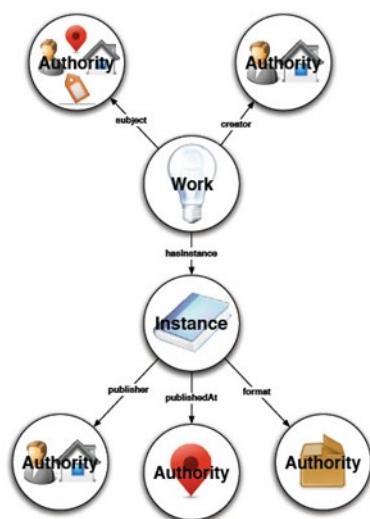 Authority
Authority
subject
creator
Work
hasInstance
Instance
publisher
publishedAt
format
Authority
Authority
Authority